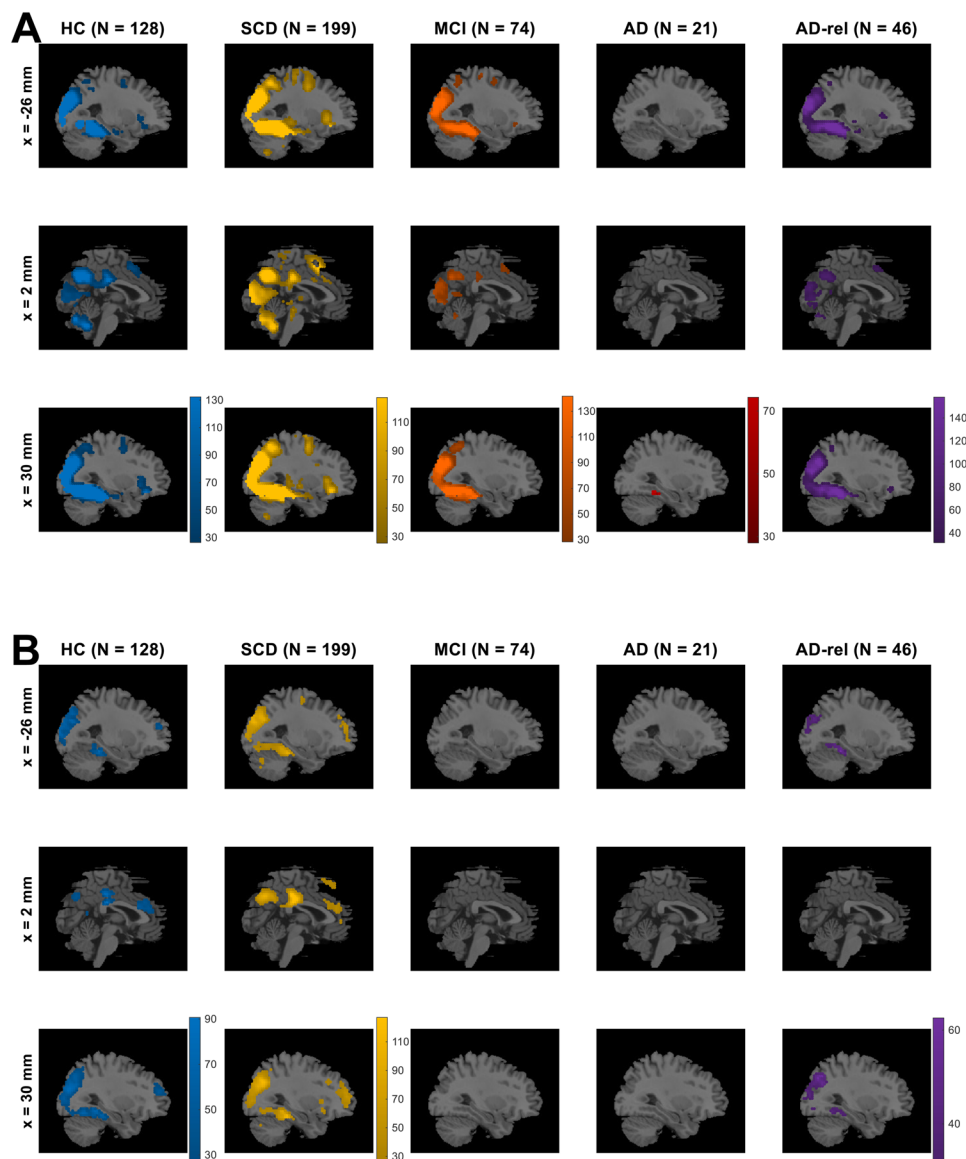 A
HC (N = 128) SCD (N = 199) MCI (N = 74) AD (N = 21) AD-rel (N = 46)
x = -26 mm
x = 2 mm
x = 30 mm
130 110 90 70 50 30
110 90 70 50 30
130 110 90 70 50 30
70 50 30
140 120 100 80 60 40
B
HC (N = 128) SCD (N = 199) MCI (N = 74) AD (N = 21) AD-rel (N = 46)
x = -26 mm
x = 2 mm
x = 30 mm
90 70 50 30
110 90 70 50 30
60 40